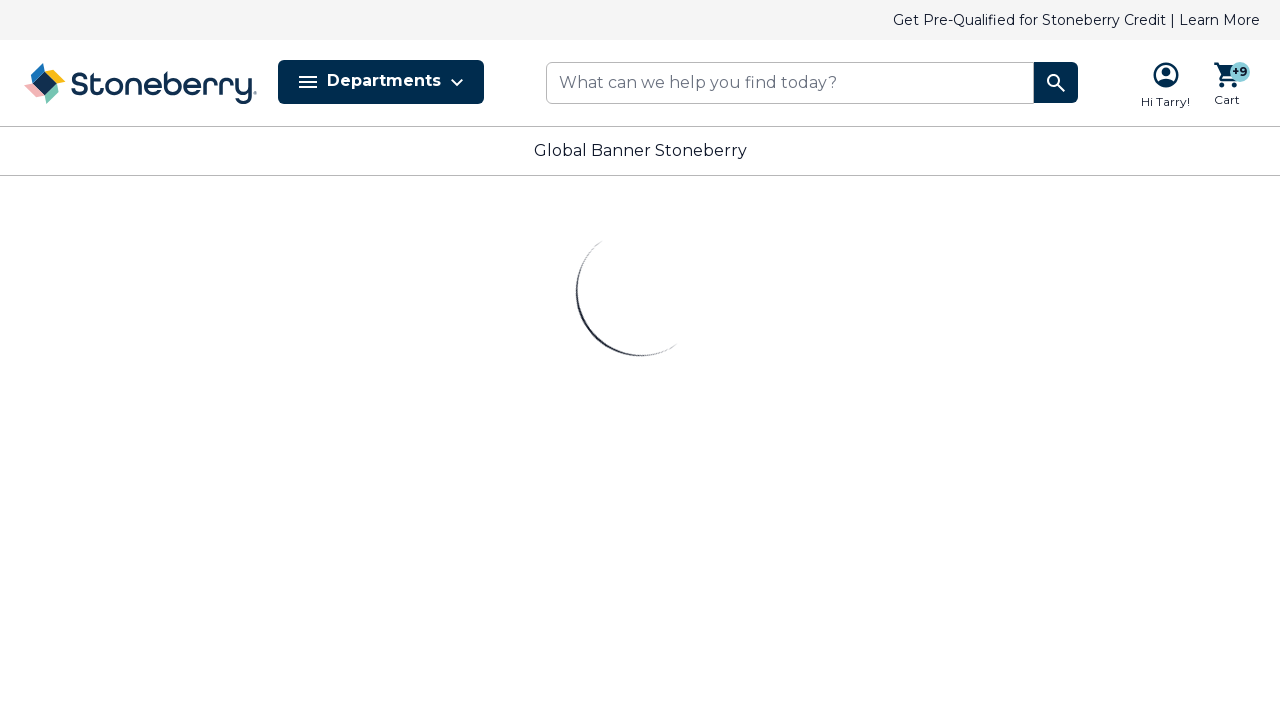 Get Pre-Qualified for Stoneberry Credit | Learn More
Stoneberry
Departments
What can we help you find today?
+9
Hi Tarry!
Cart
Global Banner Stoneberry